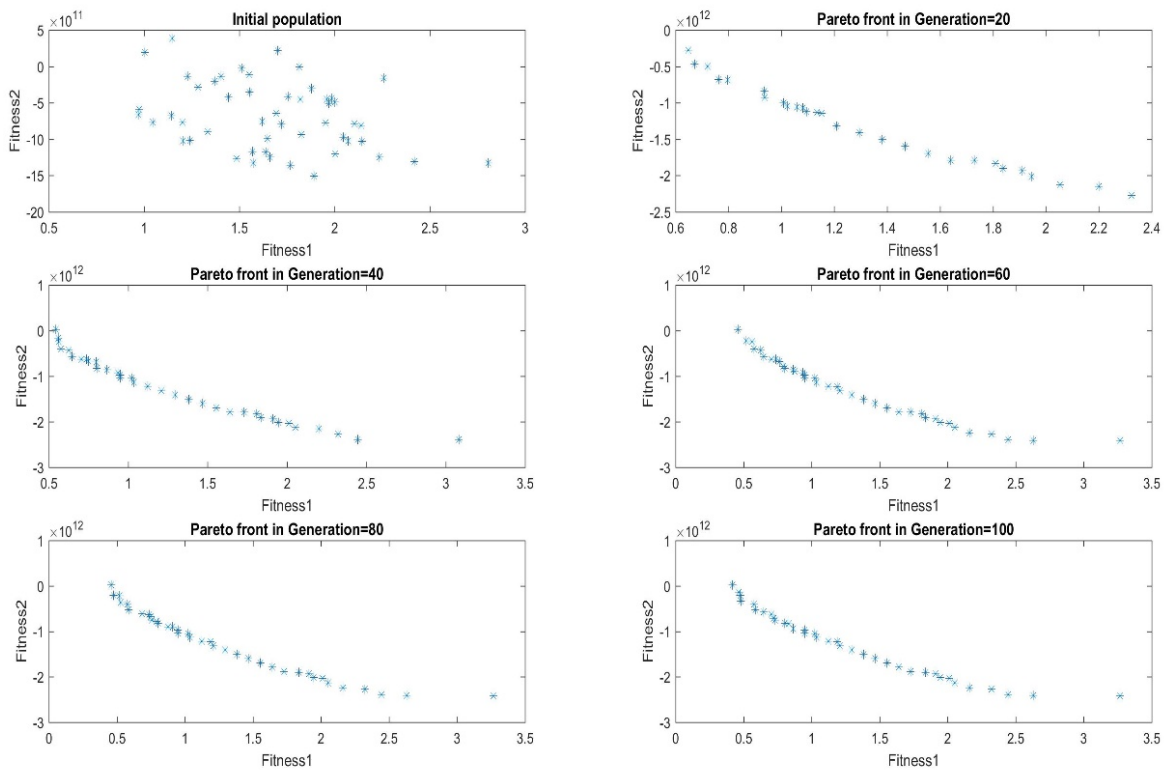 Initial population
×10^11
5
0
-5
-10
-15
-20
Fitness2
0.5 1 1.5 2 2.5 3
Fitness1
Pareto front in Generation=20
×10^12
0
-0.5
-1
-1.5
-2
-2.5
Fitness2
0.6 0.8 1 1.2 1.4 1.6 1.8 2 2.2 2.4
Fitness1
Pareto front in Generation=40
×10^12
1
0
-1
-2
-3
Fitness2
0.5 1 1.5 2 2.5 3 3.5
Fitness1
Pareto front in Generation=60
×10^12
1
0
-1
-2
-3
Fitness2
0 0.5 1 1.5 2 2.5 3 3.5
Fitness1
Pareto front in Generation=80
×10^12
1
0
-1
-2
-3
Fitness2
0 0.5 1 1.5 2 2.5 3 3.5
Fitness1
Pareto front in Generation=100
×10^12
1
0
-1
-2
-3
Fitness2
0 0.5 1 1.5 2 2.5 3 3.5
Fitness1